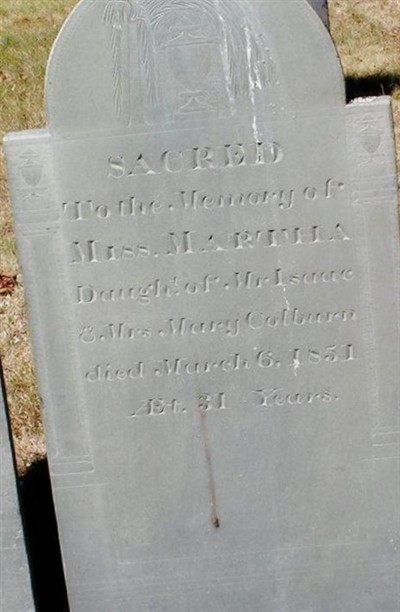 SACRED
To the Memory of
Miss. MARTHA
Daught. of Mr Isaac
& Mrs. Mary Colburn
died March 6, 1851
Æt. 31 Years.